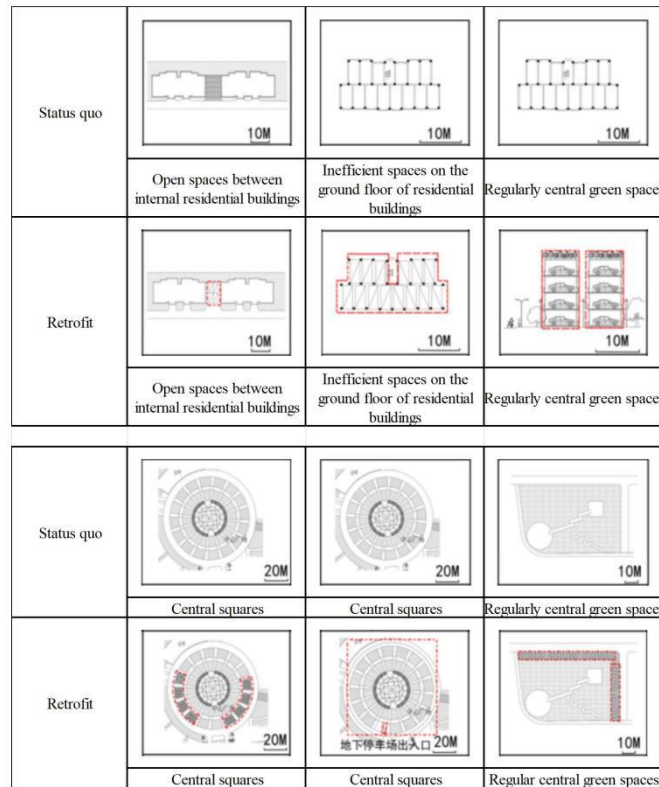 Status quo
10M
10M
10M
Open spaces between
internal residential buildings
Inefficient spaces on the
ground floor of residential
buildings
Regularly central green space
Retrofit
10M
10M
10M
Open spaces between
internal residential buildings
Inefficient spaces on the
ground floor of residential
buildings
Regularly central green space
Status quo
20M
20M
10M
Central squares
Central squares
Regularly central green space
Retrofit
20M
地下停车场出入口
20M
10M
Central squares
Central squares
Regular central green spaces